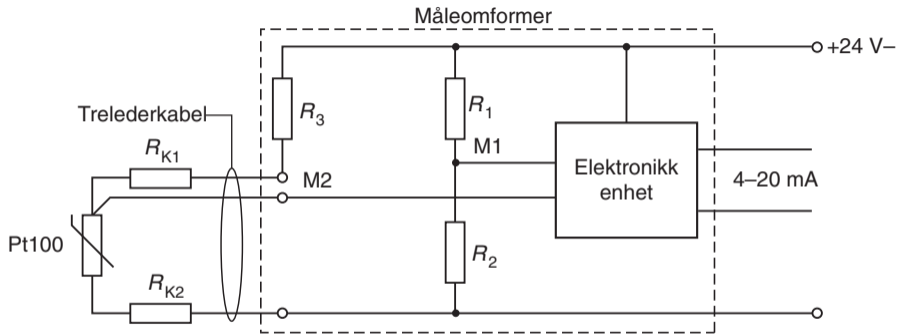 Måleomformer
+24 V–
R3
R1
Trelederkabel
RK1
M1
M2
Elektronikk
enhet
4–20 mA
Pt100
R2
RK2